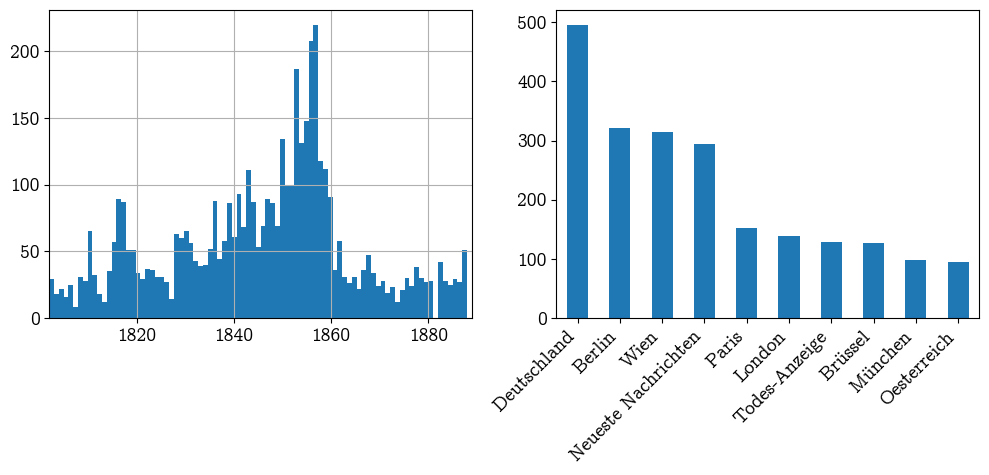 200
150
100
50
0
1820 1840 1860 1880
500
400
300
200
100
0
Deutschland
Berlin
Wien
Neueste Nachrichten
Paris
London
Todes-Anzeige
Brüssel
München
Oesterreich